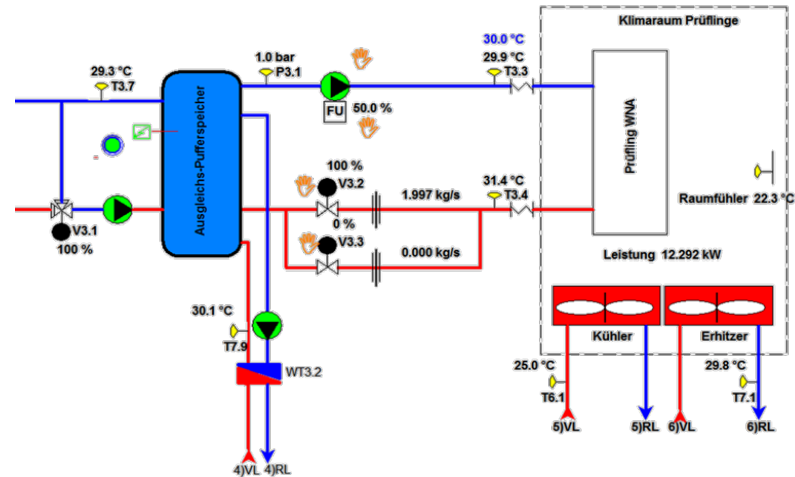 Klimaraum Prüflinge
30.0 °C
1.0 bar
29.9 °C
29.3 °C
P3.1
T3.3
T3.7
50.0 %
FU
Ausgleichs-Pufferspeicher
Prüfling WNA
100 %
31.4 °C
V3.2
1.997 kg/s
T3.4
Raumfühler 22.3 °C
0 %
V3.1
V3.3
100 %
0.000 kg/s
Leistung 12.292 kW
30.1 °C
T7.9
Kühler
Erhitzer
WT3.2
25.0 °C
29.8 °C
T6.1
T7.1
5)VL
5)RL
6)VL
6)RL
4)VL
4)RL